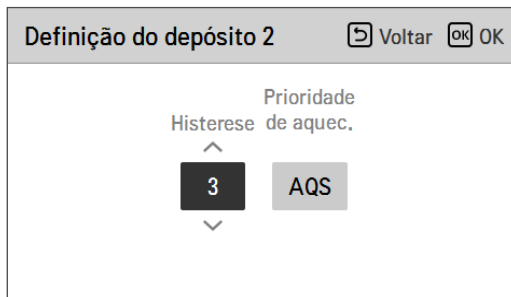 Definição do depósito 2
Voltar
OK OK
Prioridade
Histerese de aquec.
3
AQS